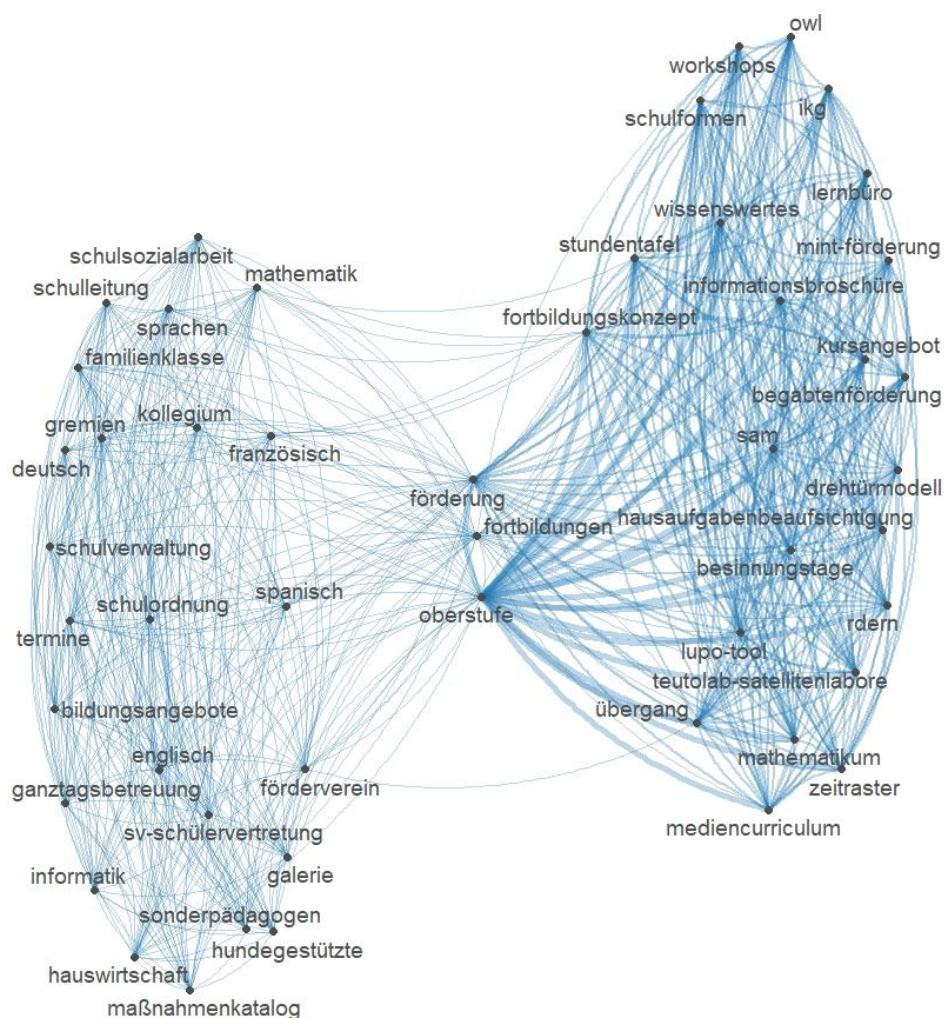 owl
workshops
ikg
schulformen
lernbüro
wissenswertes
stundentafel
mint-förderung
schulsozialarbeit
mathematik
schulleitung
informationsbroschüre
sprachen
fortbildungskonzept
familienklasse
kursangebot
begabtenförderung
gremien
kollegium
sam
deutsch
französisch
drehtürmodell
förderung
hausaufgabenbeaufsichtigung
fortbildungen
schulverwaltung
besinnungstage
spanisch
schulordnung
oberstufe
rdern
termine
lupo-tool
teutolab-satellitenlabore
bildungsangebote
übergang
englisch
mathematikum
ganztagsbetreuung
förderverein
zeitraster
sv-schülervertretung
mediencurriculum
informatik
galerie
sonderpädagogen
hundegestützte
hauswirtschaft
maßnahmenkatalog